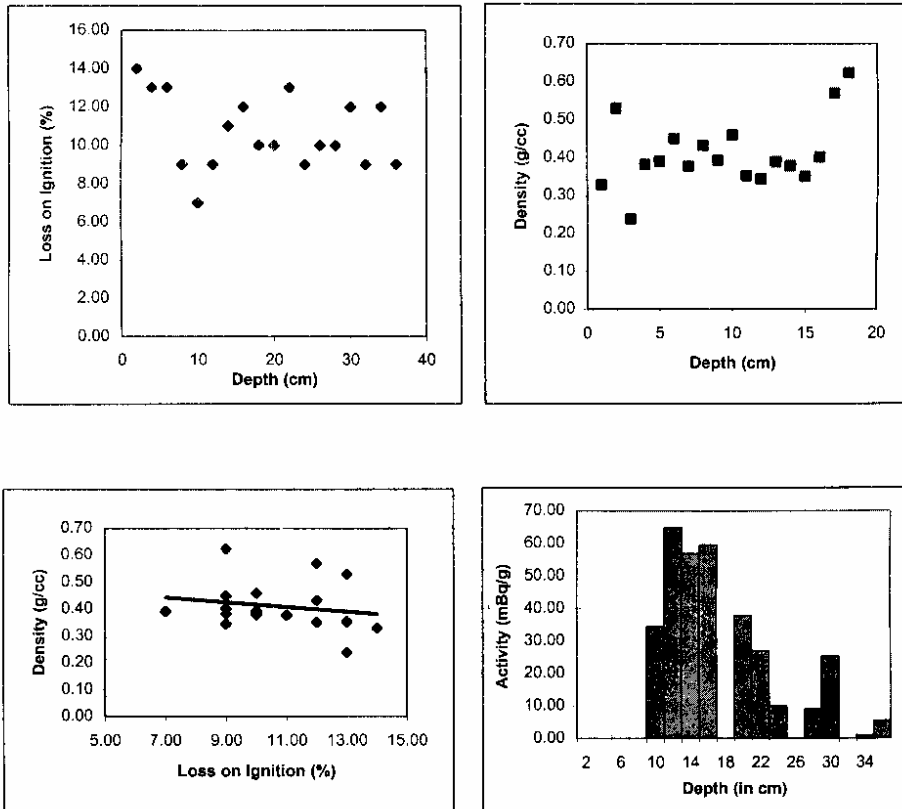 16.00
14.00
12.00
10.00
8.00
6.00
4.00
2.00
0.00
Loss on Ignition (%)
0 10 20 30 40
Depth (cm)
0.70
0.60
0.50
0.40
0.30
0.20
0.10
0.00
Density (g/cc)
0 5 10 15 20
Depth (cm)
0.70
0.60
0.50
0.40
0.30
0.20
0.10
0.00
Density (g/cc)
5.00 7.00 9.00 11.00 13.00 15.00
Loss on Ignition (%)
70.00
60.00
50.00
40.00
30.00
20.00
10.00
0.00
Activity (mBq/g)
2 6 10 14 18 22 26 30 34
Depth (in cm)